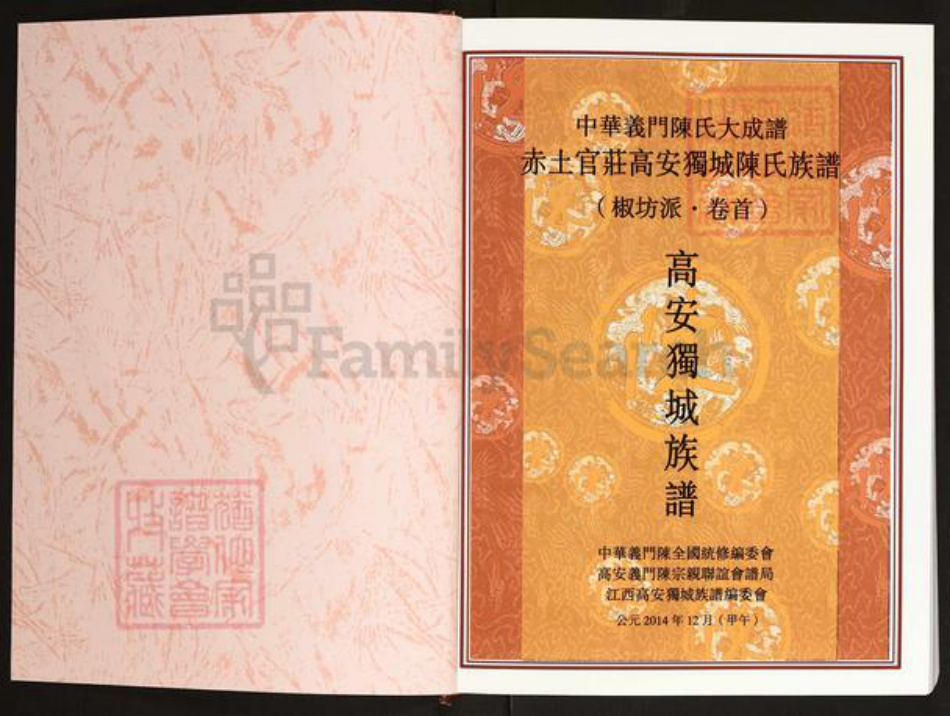 中華義門陳氏大成譜
赤土官莊高安獨城陳氏族譜
（椒坊派·卷首）
高安獨城族譜
中華義門陳全國統修編委會
高安義門陳宗親聯誼會譜局
江西高安獨城族譜編委會
公元2014年12月（甲午）
FamilySearch